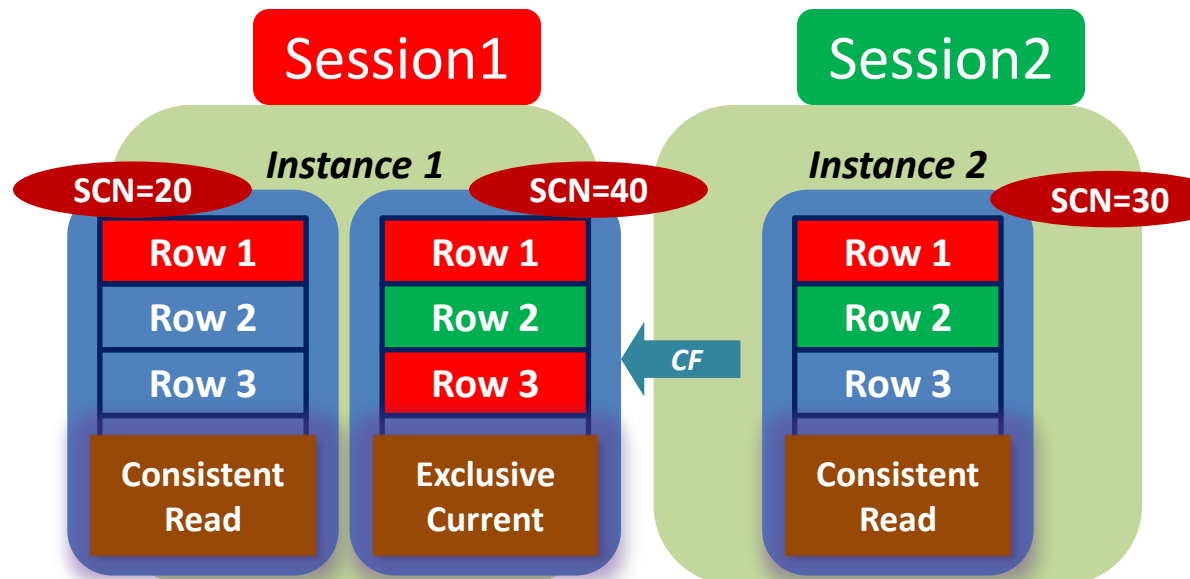 Session1
Session2
Instance 1
Instance 2
SCN=20
SCN=40
SCN=30
Row 1
Row 2
Row 3
Consistent
Read
Row 1
Row 2
Row 3
Exclusive
Current
CF
Row 1
Row 2
Row 3
Consistent
Read